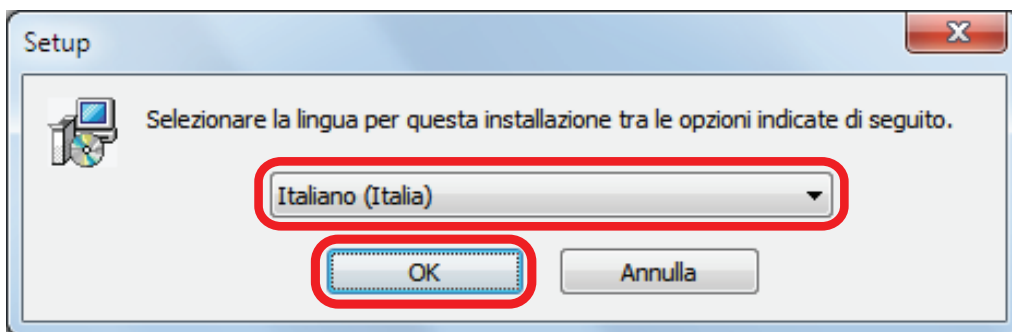 Setup
Selezionare la lingua per questa installazione tra le opzioni indicate di seguito.
Italiano (Italia)
OK
Annulla